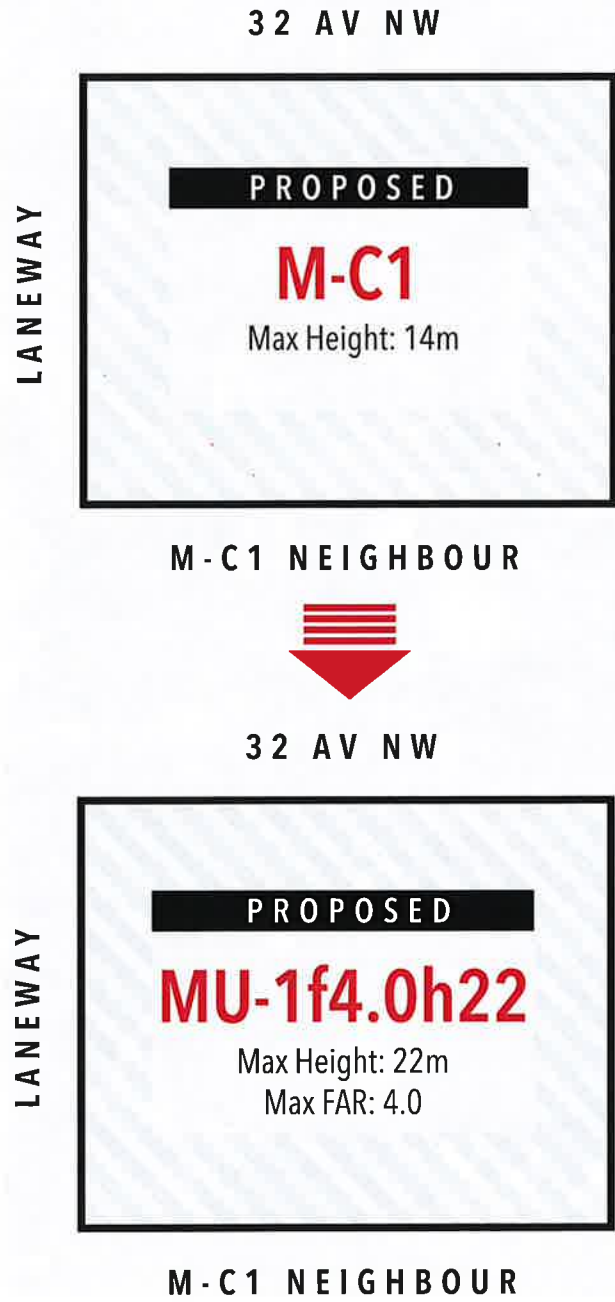 32 AV NW
PROPOSED
M-C1
Max Height: 14m
LANEWAY
M-C1 NEIGHBOUR
32 AV NW
PROPOSED
MU-1f4.0h22
Max Height: 22m
Max FAR: 4.0
LANEWAY
M-C1 NEIGHBOUR